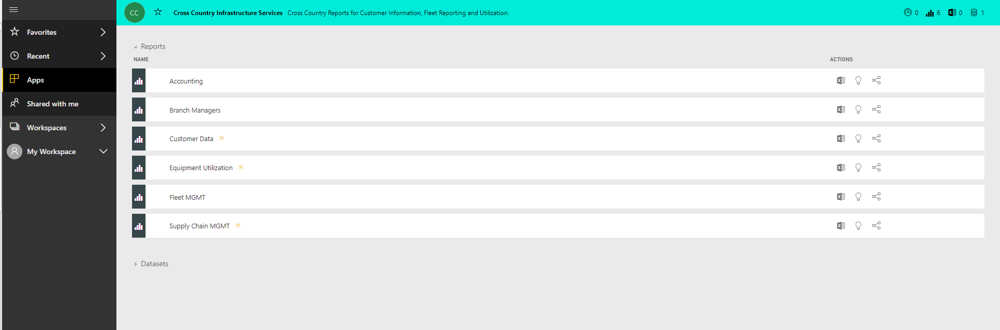 CC Cross Country Infrastructure Services Cross Country Reports for Customer Information, Fleet Reporting and Utilization. 0 6 0 1
Favorites
Recent
Apps
Shared with me
Workspaces
My Workspace
Reports
NAME ACTIONS
Accounting
Branch Managers
Customer Data
Equipment Utilization
Fleet MGMT
Supply Chain MGMT
Datasets